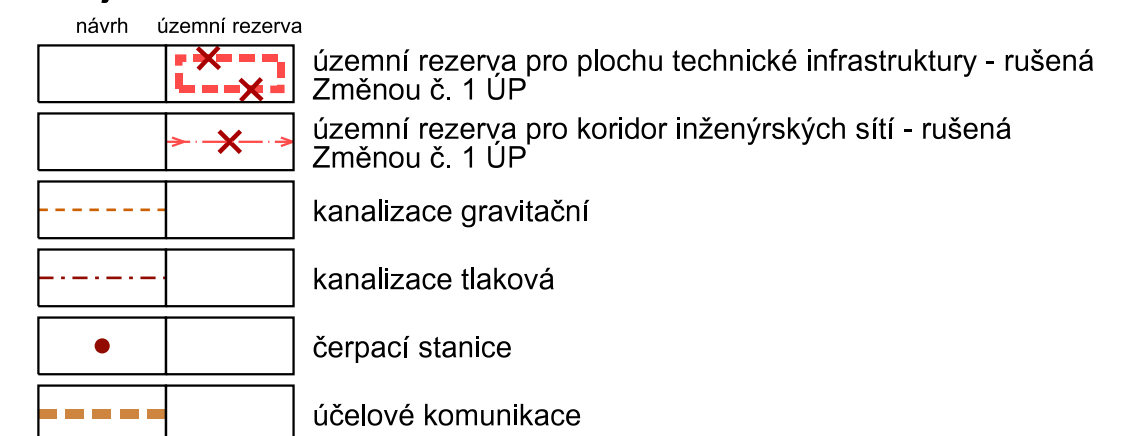 návrh územní rezerva
územní rezerva pro plochu technické infrastruktury - rušená
Změnou č. 1 ÚP
územní rezerva pro koridor inženýrských sítí - rušená
Změnou č. 1 ÚP
kanalizace gravitační
kanalizace tlaková
čerpací stanice
účelové komunikace